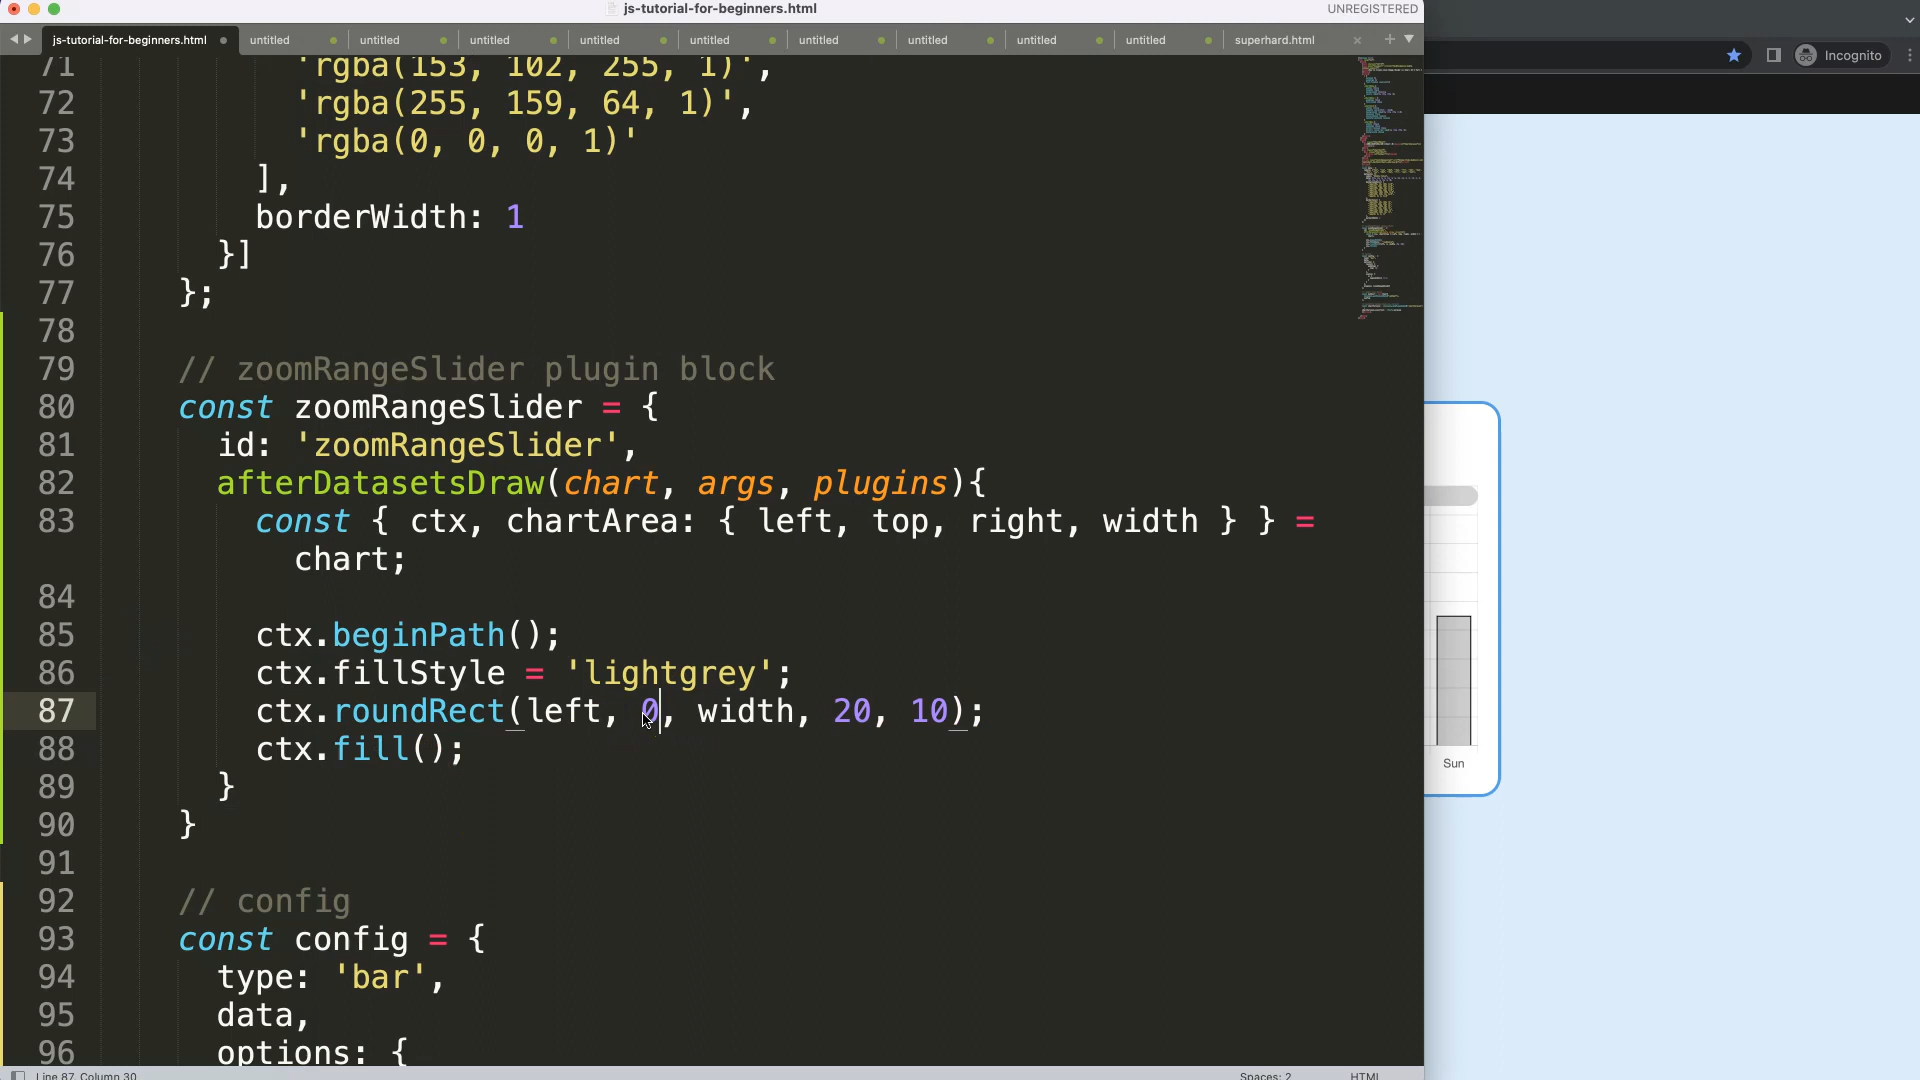 js-tutorial-for-beginners.html
UNREGISTERED
js-tutorial-for-beginners.html untitled untitled untitled untitled untitled untitled untitled untitled untitled superhard.html
Incognito
71 'rgba(153, 102, 255, 1)',
72 'rgba(255, 159, 64, 1)',
73 'rgba(0, 0, 0, 1)'
74 ],
75 borderWidth: 1
76 }]
77 };
78
79 // zoomRangeSlider plugin block
80 const zoomRangeSlider = {
81 id: 'zoomRangeSlider',
82 afterDatasetsDraw(chart, args, plugins){
83 const { ctx, chartArea: { left, top, right, width } } =
chart;
84
85 ctx.beginPath();
86 ctx.fillStyle = 'lightgrey';
87 ctx.roundRect(left, 0, width, 20, 10);
88 ctx.fill();
89 }
90 }
91
92 // config
93 const config = {
94 type: 'bar',
95 data,
96 options: {
Sun
Line 87, Column 30
Spaces: 2
HTML